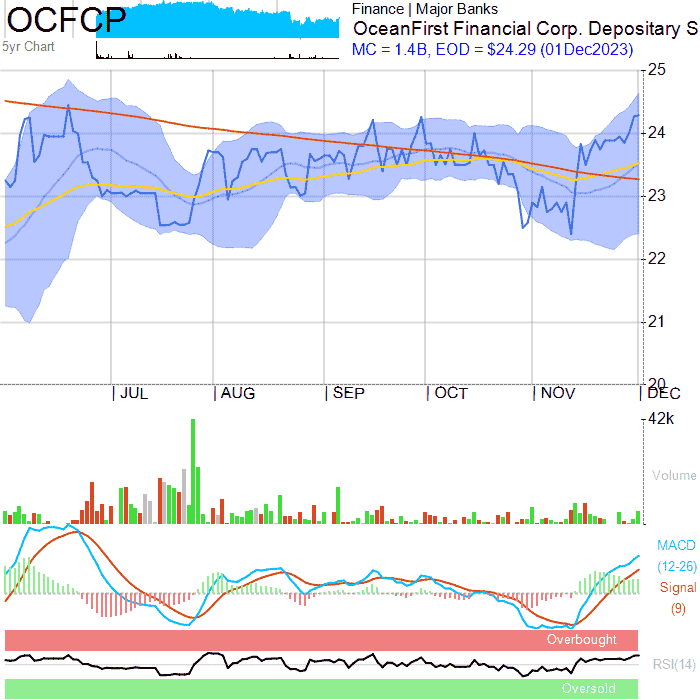 OCFCP
Finance | Major Banks
OceanFirst Financial Corp. Depositary S
5yr Chart
MC = 1.4B, EOD = $24.29 (01Dec2023)
25
24
23
22
21
20
JUL AUG SEP OCT NOV DEC
42k
Volume
MACD
(12-26)
Signal
(9)
Overbought
RSI(14)
Oversold